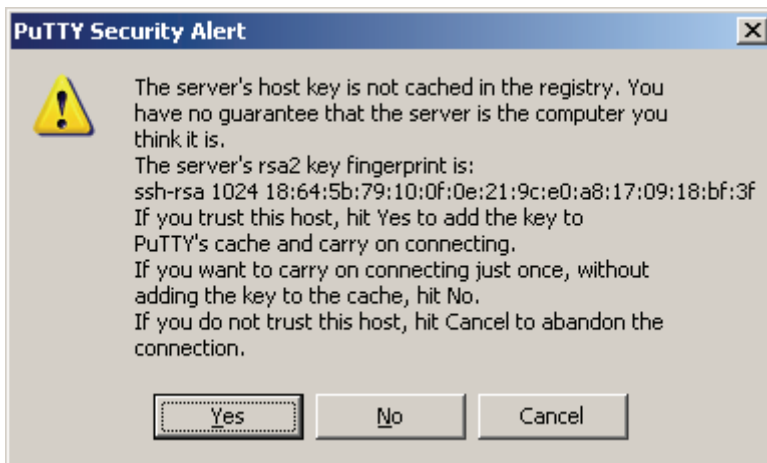 PuTTY Security Alert
The server's host key is not cached in the registry. You
have no guarantee that the server is the computer you
think it is.
The server's rsa2 key fingerprint is:
ssh-rsa 1024 18:64:5b:79:10:0f:0e:21:9c:e0:a8:17:09:18:bf:3f
If you trust this host, hit Yes to add the key to
PuTTY's cache and carry on connecting.
If you want to carry on connecting just once, without
adding the key to the cache, hit No.
If you do not trust this host, hit Cancel to abandon the
connection.
Yes No Cancel